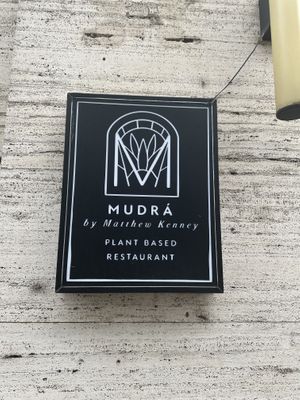 MUDRÁ
by Matthew Kenney
PLANT BASED
RESTAURANT